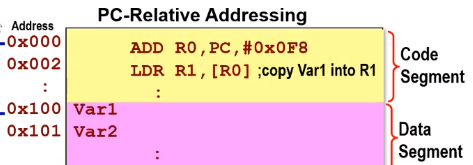 PC-Relative Addressing
Address
0x000 ADD R0,PC,#0x0F8
0x002 LDR R1,[R0] ;copy Var1 into R1
Code Segment
: :
0x100 Var1
0x101 Var2
Data Segment
: